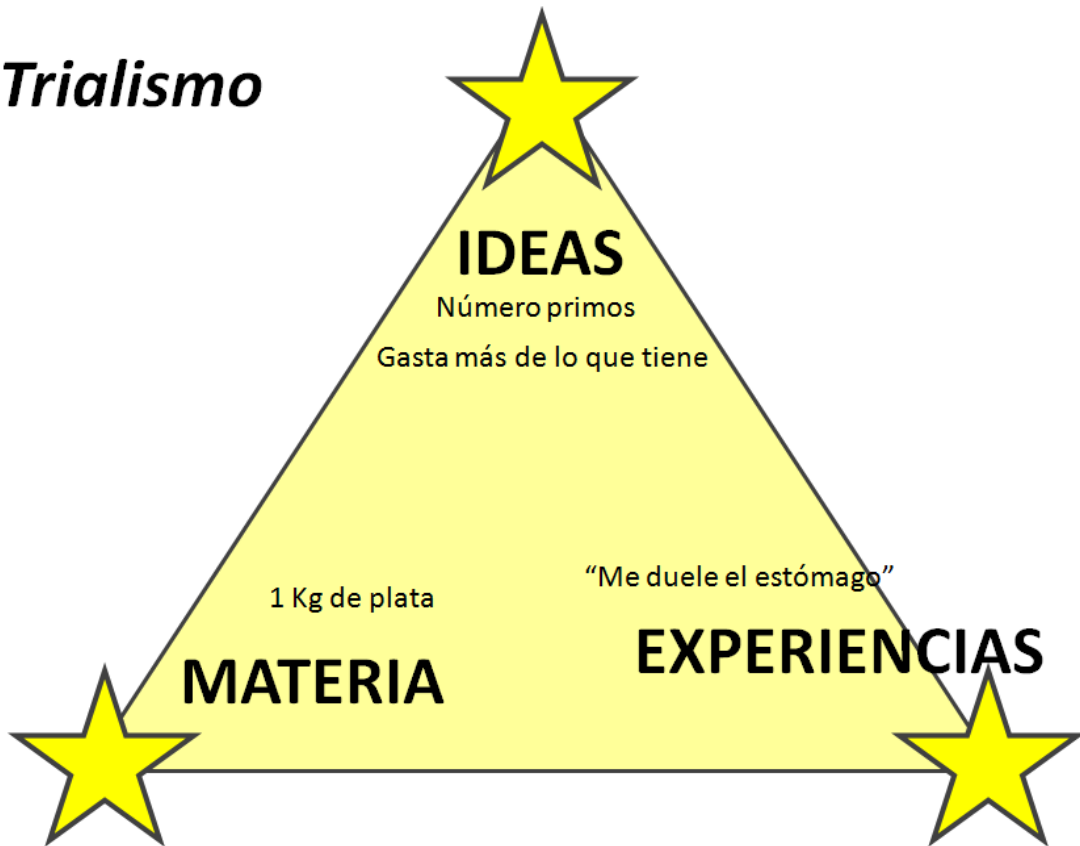 Trialismo
IDEAS
Número primos
Gasta más de lo que tiene
“Me duele el estómago”
1 Kg de plata
EXPERIENCIAS
MATERIA